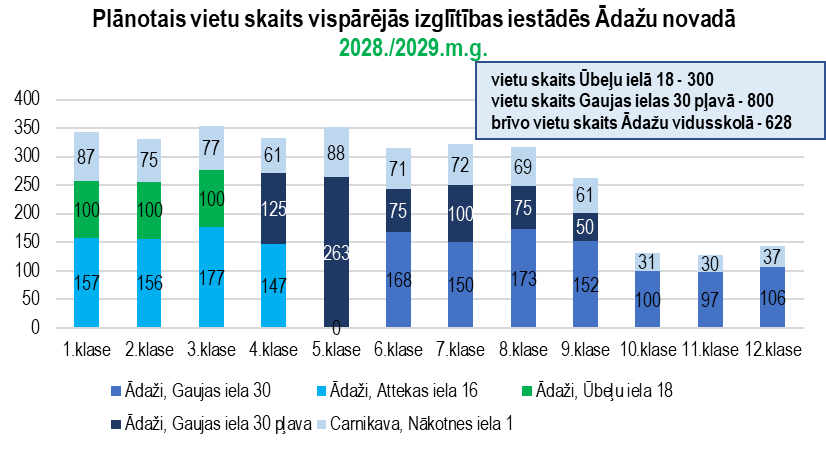 Plānotais vietu skaits vispārējās izglītības iestādēs Ādažu novadā
2028./2029.m.g.
vietu skaits Ūbeļu ielā 18 - 300
vietu skaits Gaujas ielas 30 pļavā - 800
brīvo vietu skaits Ādažu vidusskolā - 628
400
350
300
250
200
150
100
50
0
87 75 77 61 88 71 72 69 61 31 30 37
100 100 100 125 263 75 100 75 50
157 156 177 147 0 168 150 173 152 100 97 106
1.klase 2.klase 3.klase 4.klase 5.klase 6.klase 7.klase 8.klase 9.klase 10.klase 11.klase 12.klase
Ādaži, Gaujas iela 30 Ādaži, Attekas iela 16 Ādaži, Ūbeļu iela 18
Ādaži, Gaujas iela 30 pļava Carnikava, Nākotnes iela 1